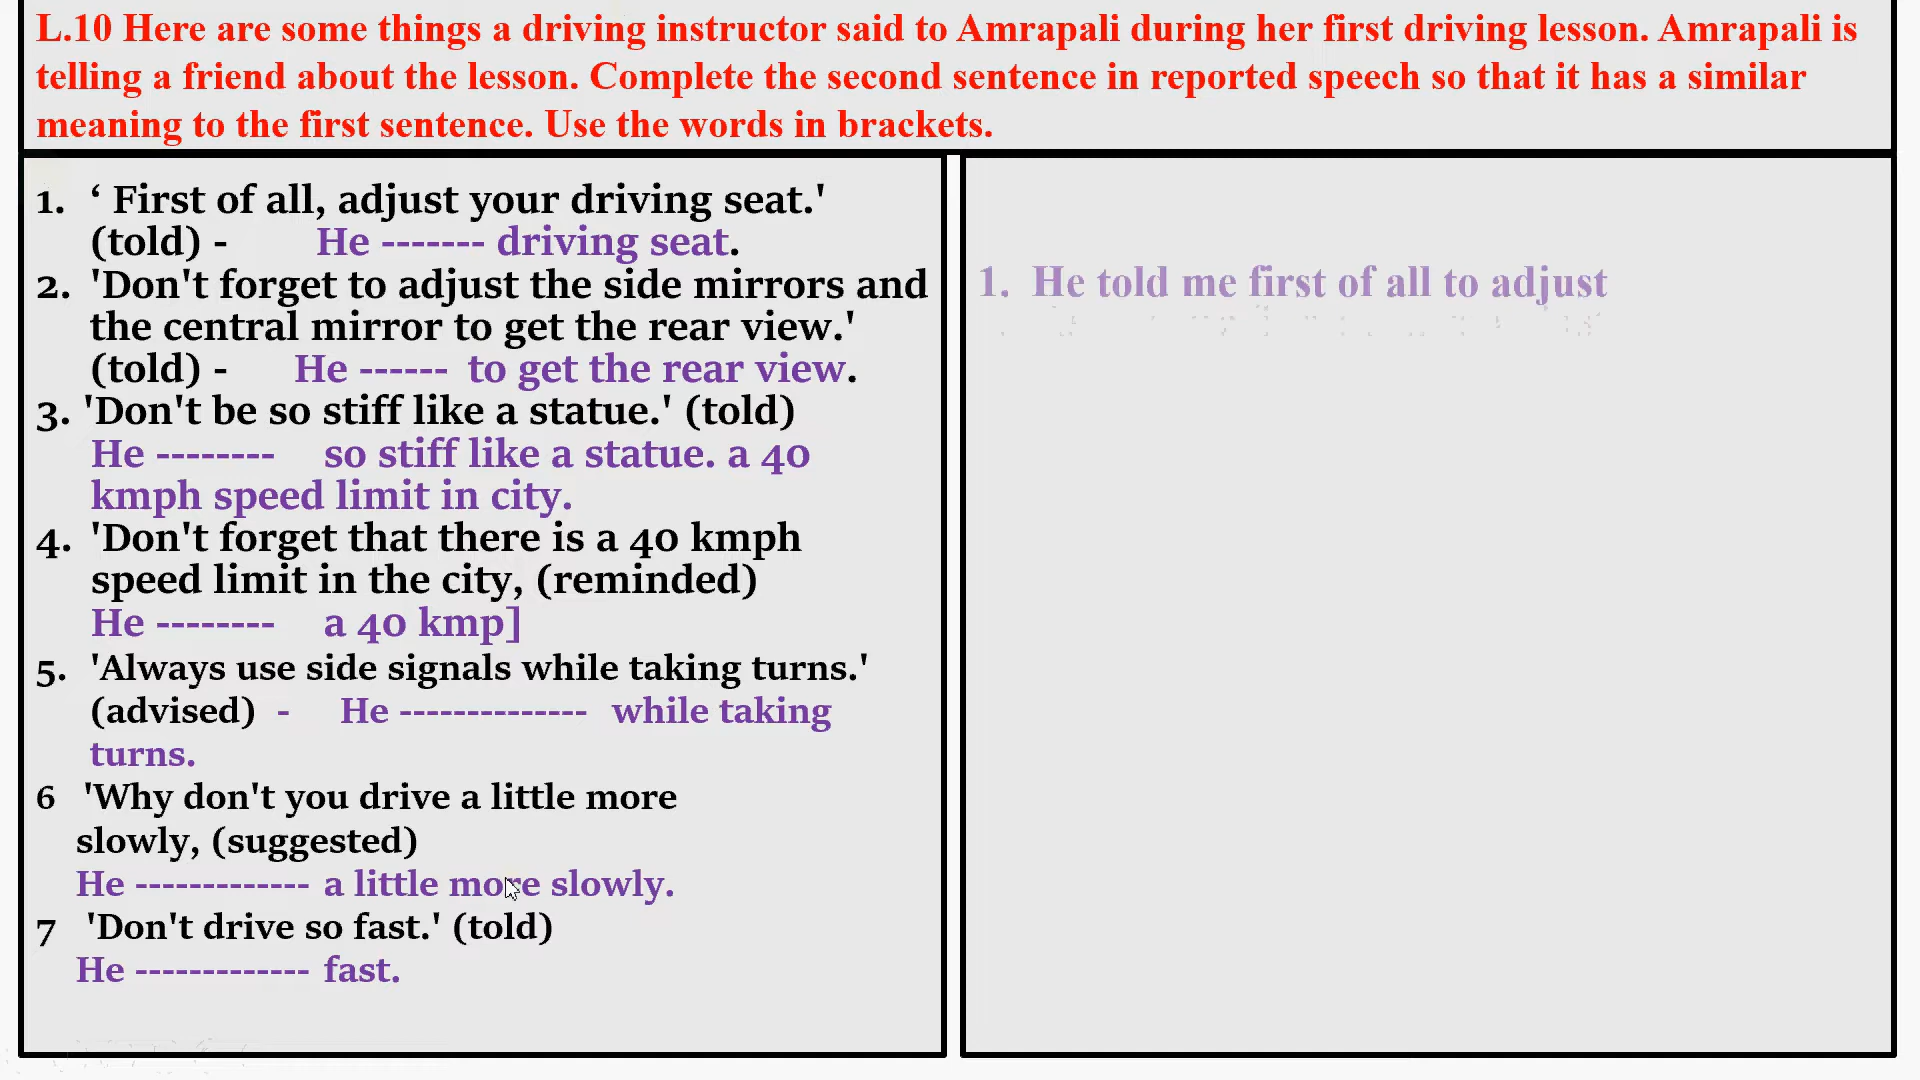 L.10 Here are some things a driving instructor said to Amrapali during her first driving lesson. Amrapali is
telling a friend about the lesson. Complete the second sentence in reported speech so that it has a similar
meaning to the first sentence. Use the words in brackets.
1. ‘ First of all, adjust your driving seat.'
(told) - He ------- driving seat.
2. 'Don't forget to adjust the side mirrors and
the central mirror to get the rear view.'
(told) - He ------ to get the rear view.
3. 'Don't be so stiff like a statue.' (told)
He -------- so stiff like a statue. a 40
kmph speed limit in city.
4. 'Don't forget that there is a 40 kmph
speed limit in the city, (reminded)
He -------- a 40 kmp]
5. 'Always use side signals while taking turns.'
(advised) - He -------------- while taking
turns.
6 'Why don't you drive a little more
slowly, (suggested)
He ------------- a little more slowly.
7 'Don't drive so fast.' (told)
He ------------- fast.
1. He told me first of all to adjust